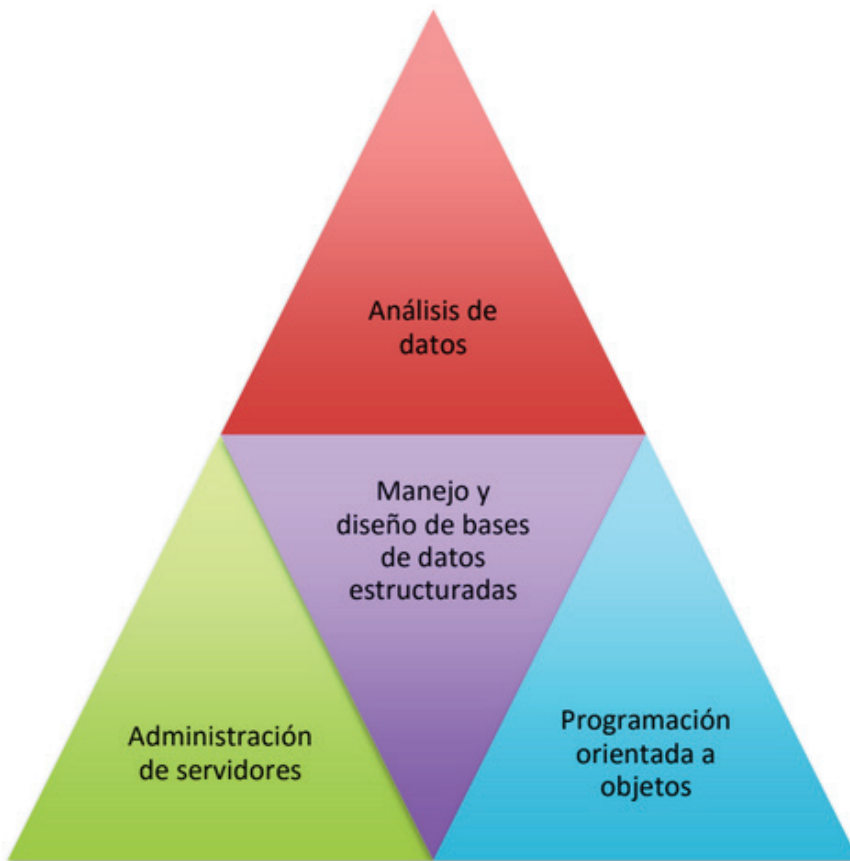 Análisis de
datos
Manejo y
diseño de bases
de datos
estructuradas
Administración
de servidores
Programación
orientada a
objetos